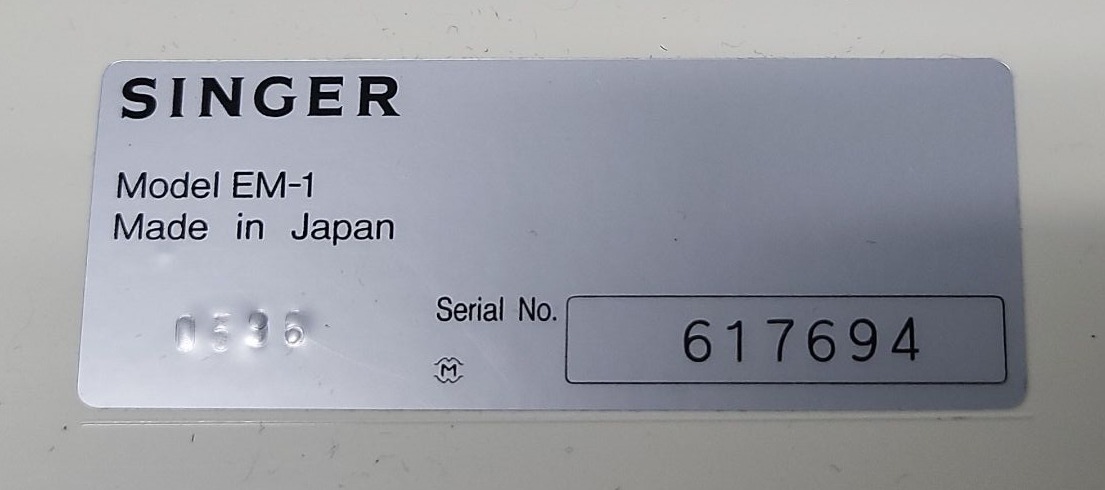 SINGER
Model EM-1
Made in Japan
Serial No. 617694
M